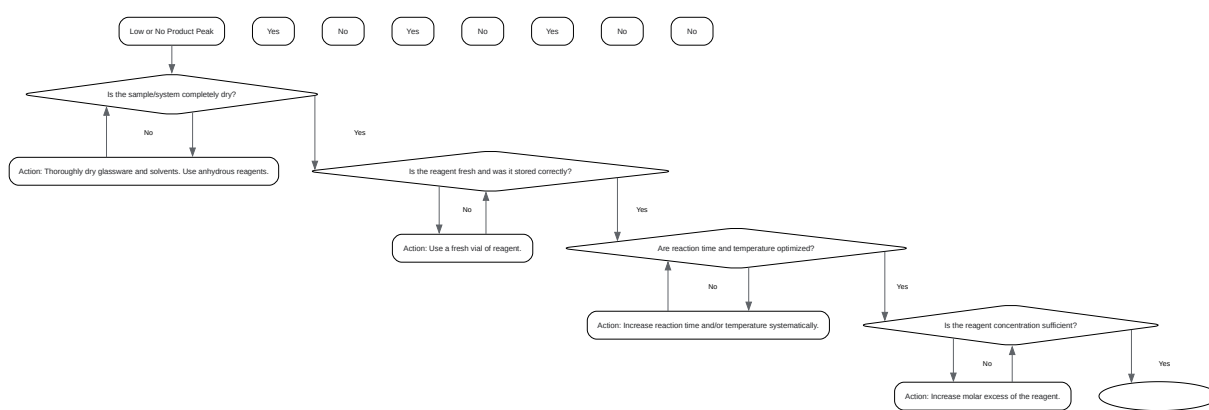 Low or No Product Peak
Yes
No
Yes
No
Yes
No
No
Is the sample/system completely dry?
No
Yes
Action: Thoroughly dry glassware and solvents. Use anhydrous reagents.
Is the reagent fresh and was it stored correctly?
No
Yes
Action: Use a fresh vial of reagent.
Are reaction time and temperature optimized?
No
Yes
Action: Increase reaction time and/or temperature systematically.
Is the reagent concentration sufficient?
No
Yes
Action: Increase molar excess of the reagent.